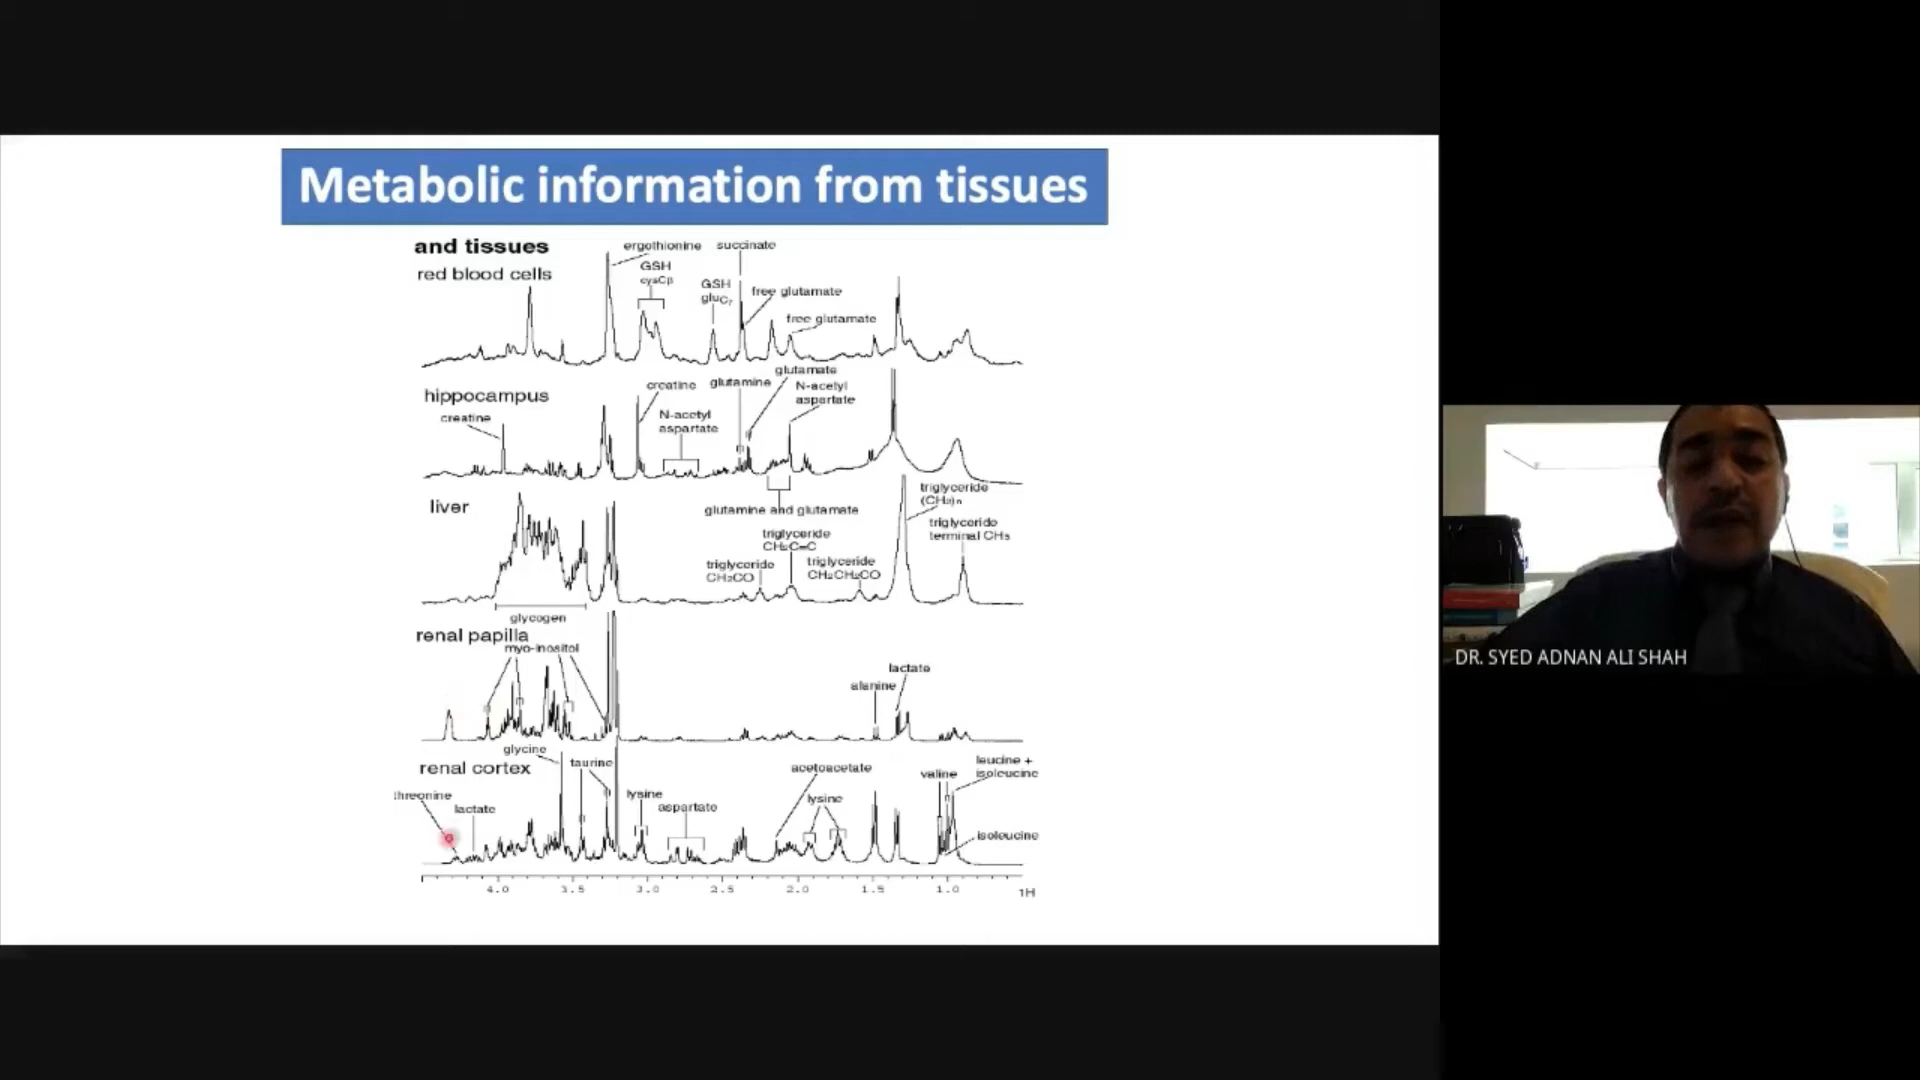 Metabolic information from tissues
and tissues
red blood cells
ergothionine
succinate
GSH
cysCβ
GSH
gluC
free glutamate
free glutamate
hippocampus
creatine
creatine
N-acetyl
aspartate
glutamine
glutamate
N-acetyl
aspartate
glutamine and glutamate
liver
triglyceride
(CH₂)ₙ
triglyceride
terminal CH₃
triglyceride
CH₂C=C
triglyceride
CH₂CO
triglyceride
CH₂CH₂CO
glycogen
renal papilla
myo-inositol
alanine
lactate
renal cortex
glycine
taurine
threonine
lactate
lysine
aspartate
acetoacetate
lysine
valine
leucine +
isoleucine
isoleucine
4.0 3.5 3.0 2.5 2.0 1.5 1.0 1H
DR. SYED ADNAN ALI SHAH